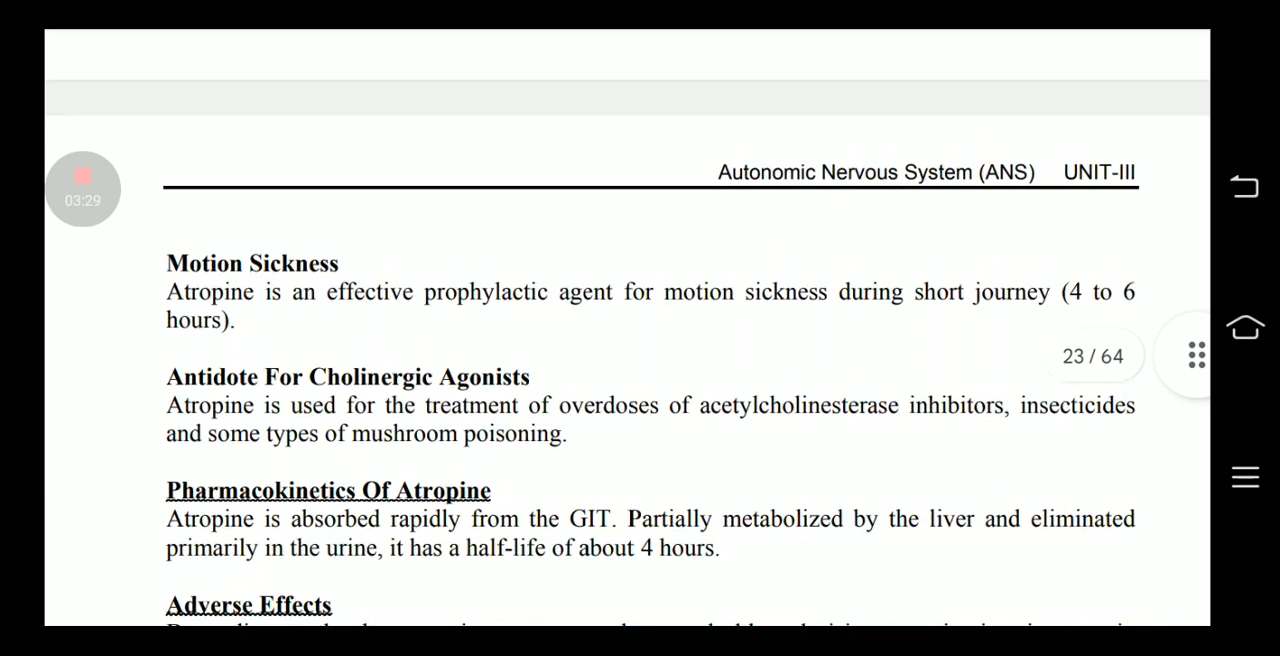 Autonomic Nervous System (ANS) UNIT-III
03:29
Motion Sickness
Atropine is an effective prophylactic agent for motion sickness during short journey (4 to 6
hours).
23 / 64
Antidote For Cholinergic Agonists
Atropine is used for the treatment of overdoses of acetylcholinesterase inhibitors, insecticides
and some types of mushroom poisoning.
Pharmacokinetics Of Atropine
Atropine is absorbed rapidly from the GIT. Partially metabolized by the liver and eliminated
primarily in the urine, it has a half-life of about 4 hours.
Adverse Effects